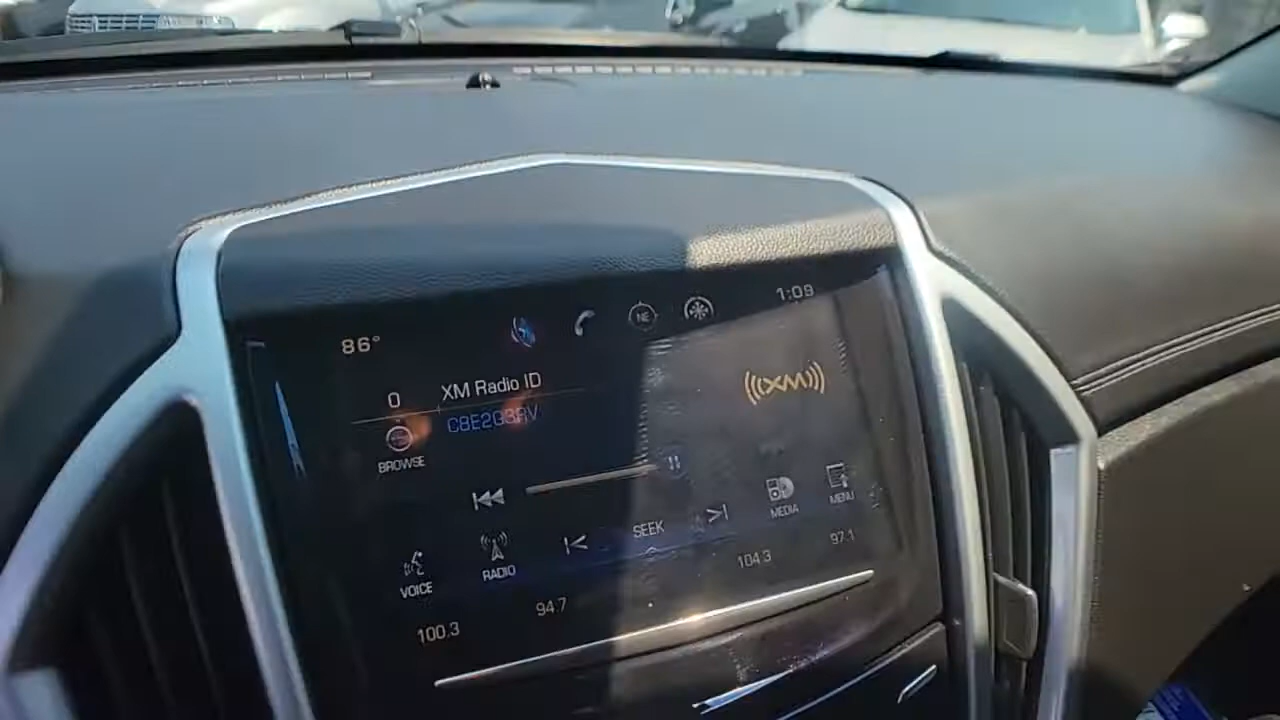 86°
NE
1:09
0
XM Radio ID
XM
BROWSE
SEEK
MEDIA
MENU
VOICE
RADIO
100.3
94.7
104.3
97.1